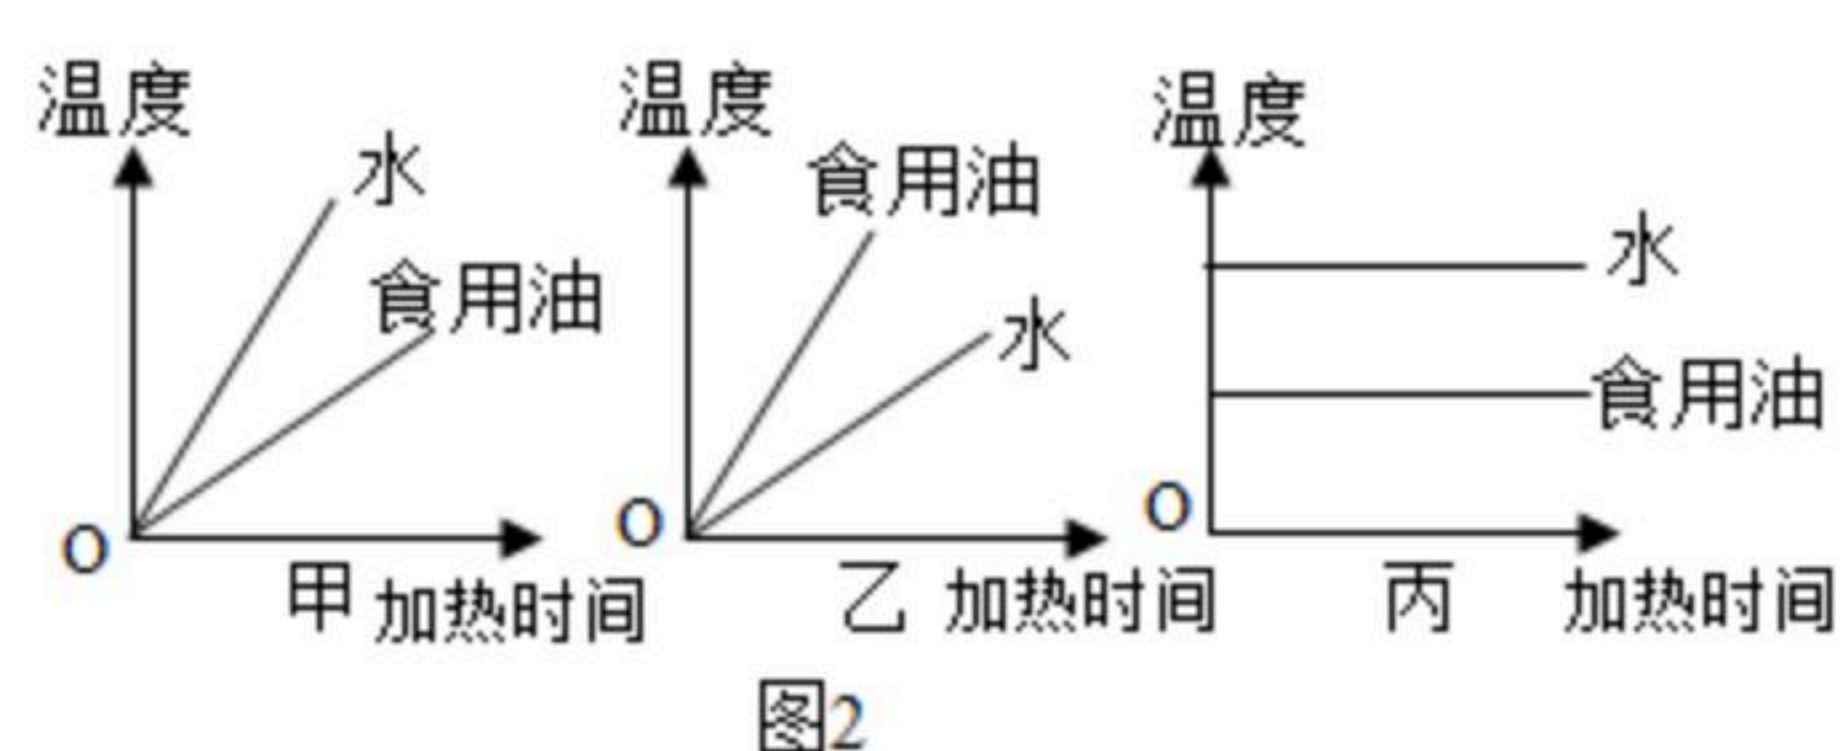 温度
水
食用油
O
甲
加热时间
温度
食用油
水
O
乙
加热时间
温度
水
食用油
O
丙
加热时间
图2